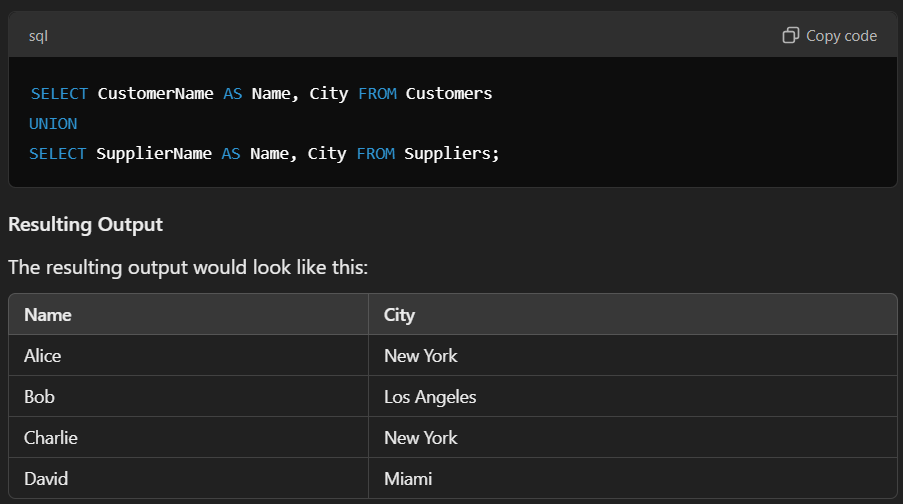 sql
Copy code
SELECT CustomerName AS Name, City FROM Customers
UNION
SELECT SupplierName AS Name, City FROM Suppliers;
Resulting Output
The resulting output would look like this:
Name City
Alice New York
Bob Los Angeles
Charlie New York
David Miami